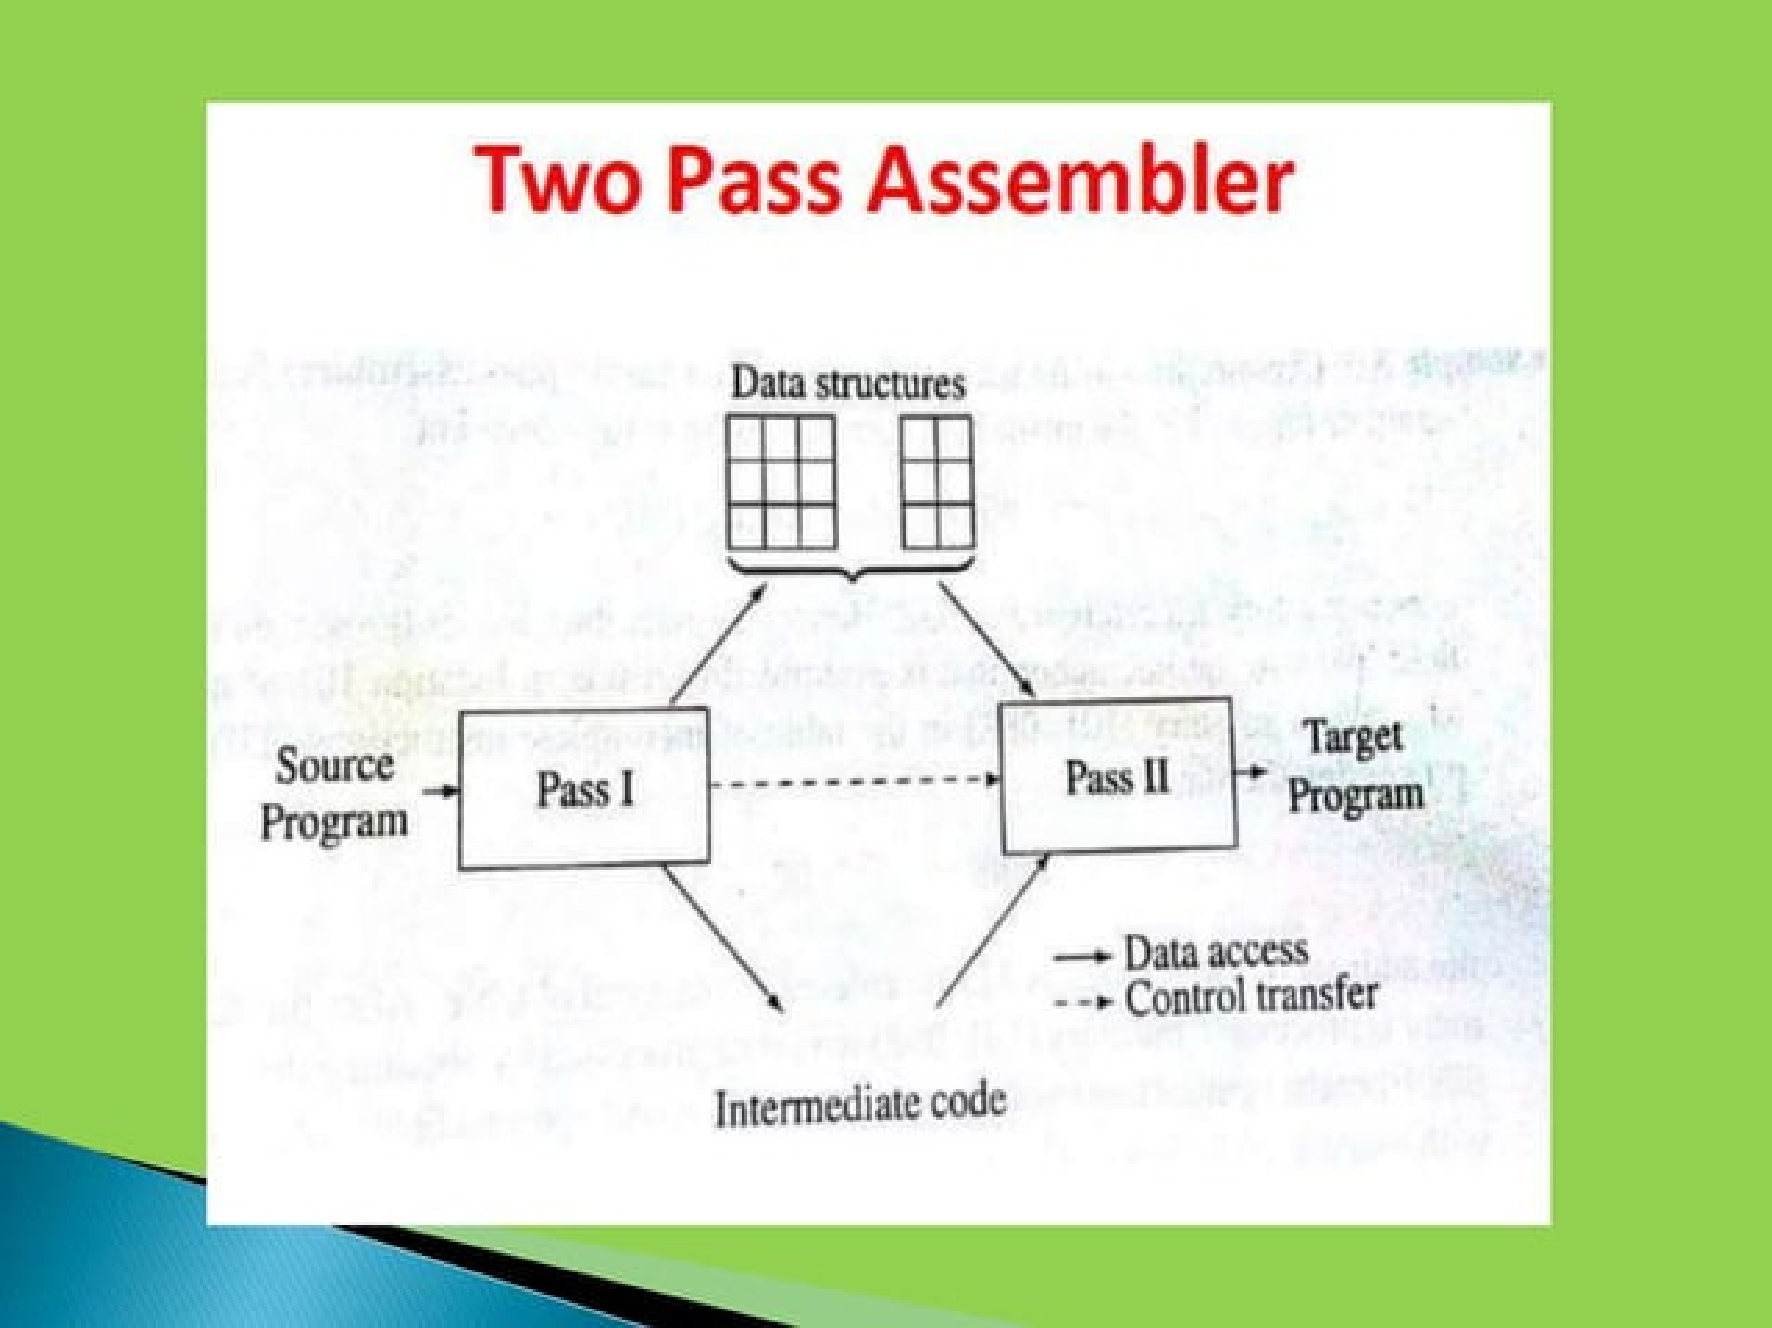 Two Pass Assembler
Data structures
Source
Program
Pass I
Pass II
Target
Program
Data access
Control transfer
Intermediate code